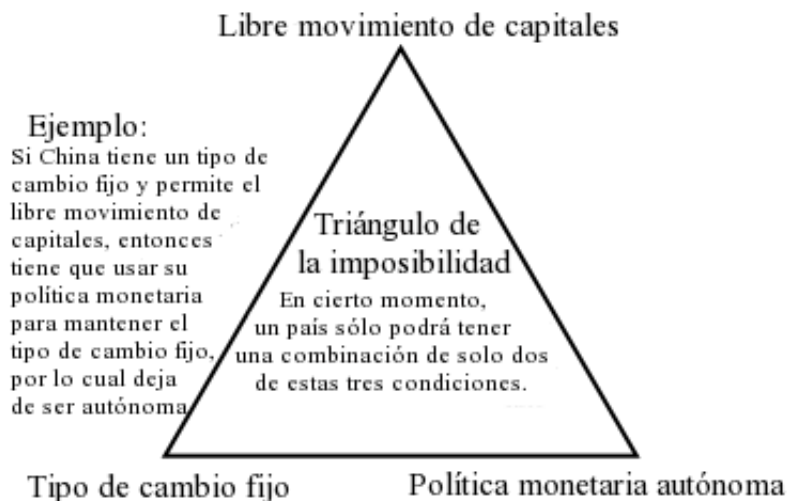 Libre movimiento de capitales
Ejemplo:
Si China tiene un tipo de
cambio fijo y permite el
libre movimiento de
capitales, entonces
tiene que usar su
política monetaria
para mantener el
tipo de cambio fijo,
por lo cual deja
de ser autónoma
Triángulo de
la imposibilidad
En cierto momento,
un país sólo podrá tener
una combinación de solo dos
de estas tres condiciones.
Tipo de cambio fijo
Política monetaria autónoma